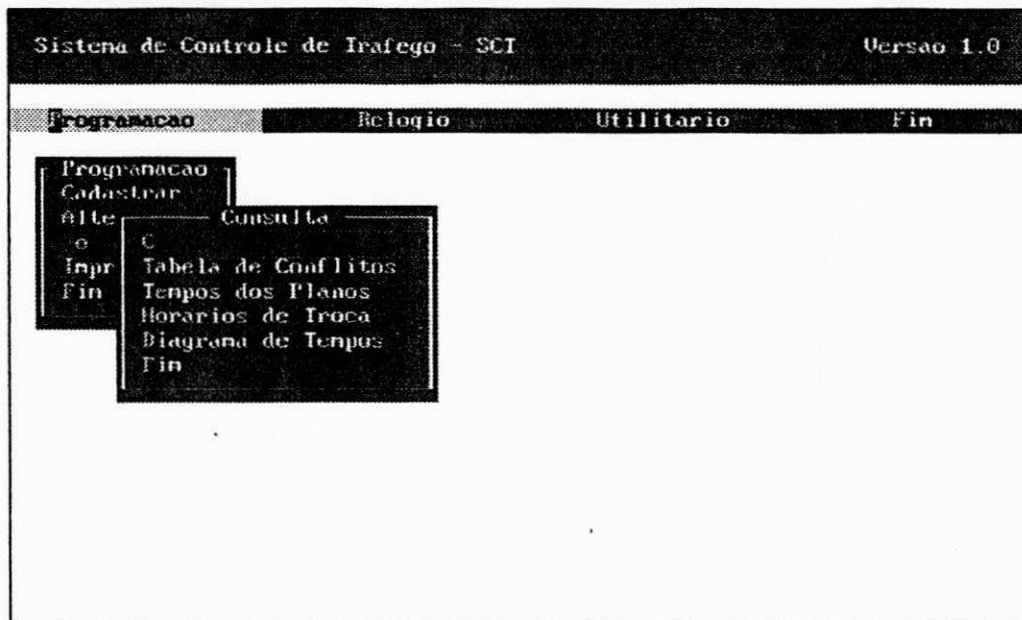 Sistema de Controle de Trafego - SCT Versao 1.0
Programacao Relogio Utilitario Fim
Programacao
Cadastrar
Alte
Consulta
o
C
Impr
Tabela de Conflitos
Fim
Tempos dos Planos
Horarios de Troca
Diagrama de Tempos
Fim